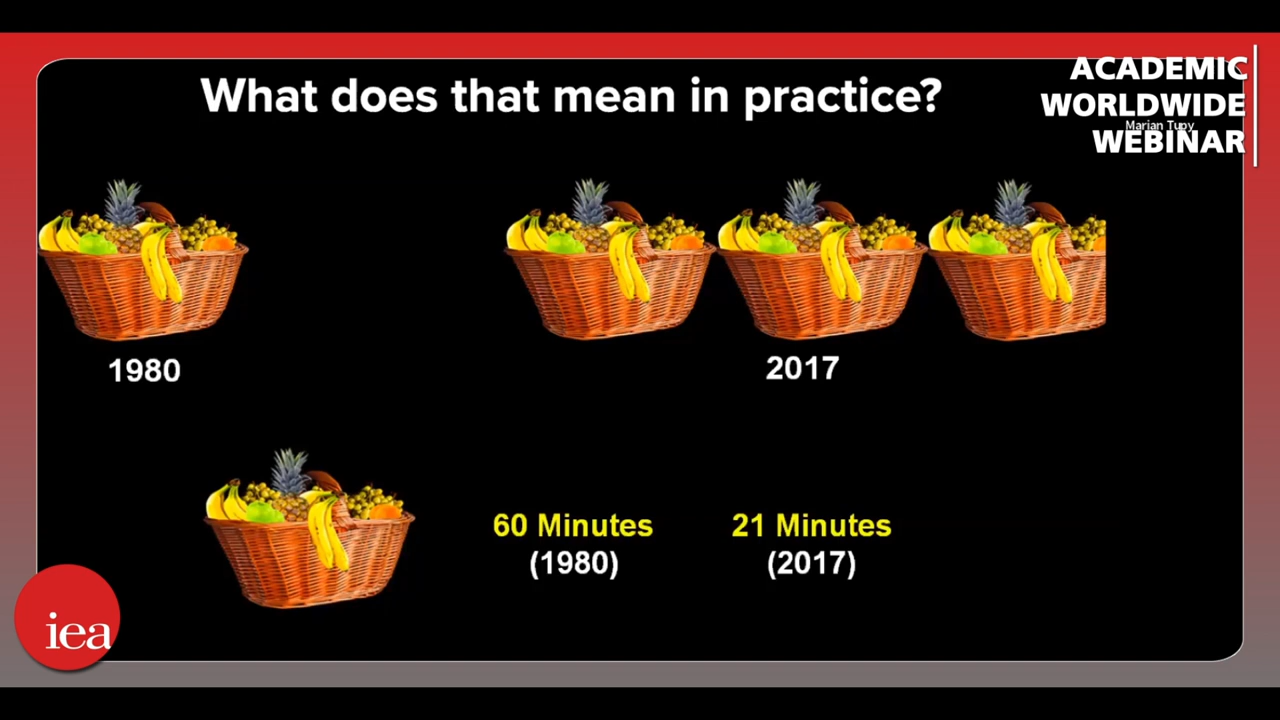 What does that mean in practice?
ACADEMIC
WORLDWIDE
Marian Tupy
WEBINAR
1980
2017
60 Minutes
(1980)
21 Minutes
(2017)
iea